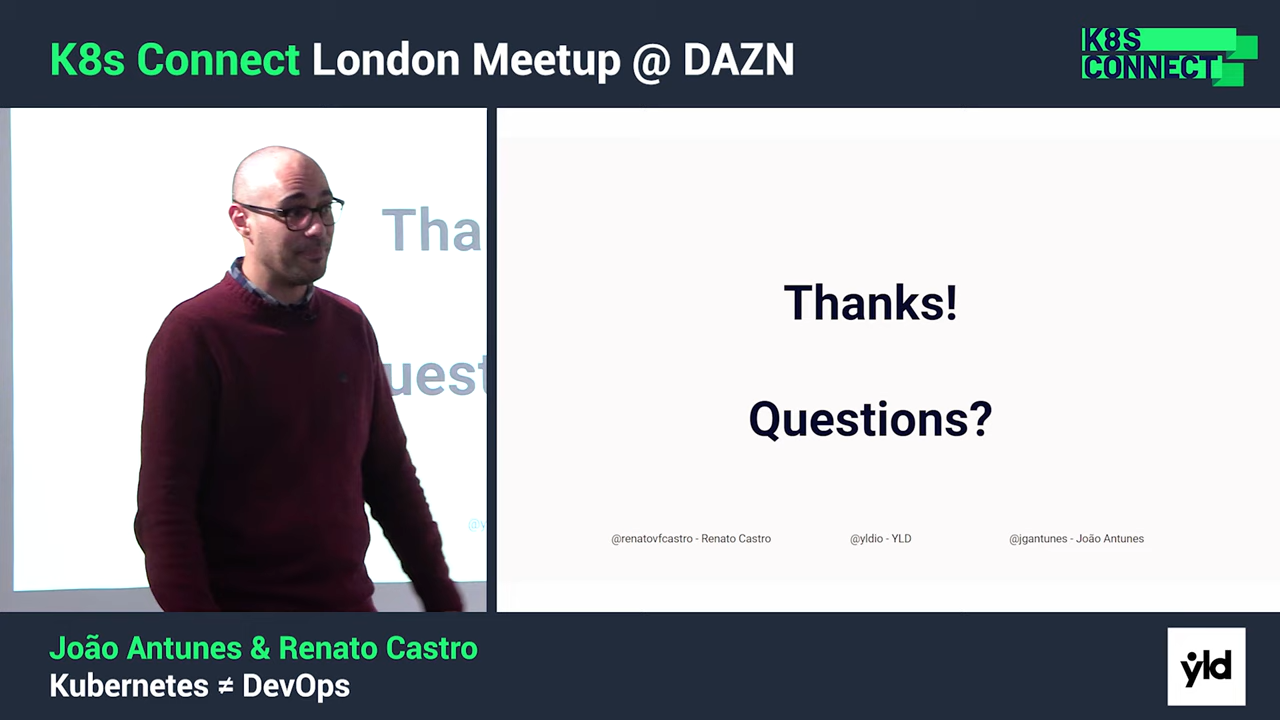 K8s Connect London Meetup @ DAZN
K8S
CONNECT
Tha
uest
Thanks!
Questions?
@renatovfcastro - Renato Castro
@yldio - YLD
@jgantunes - João Antunes
João Antunes & Renato Castro
Kubernetes ≠ DevOps
yld